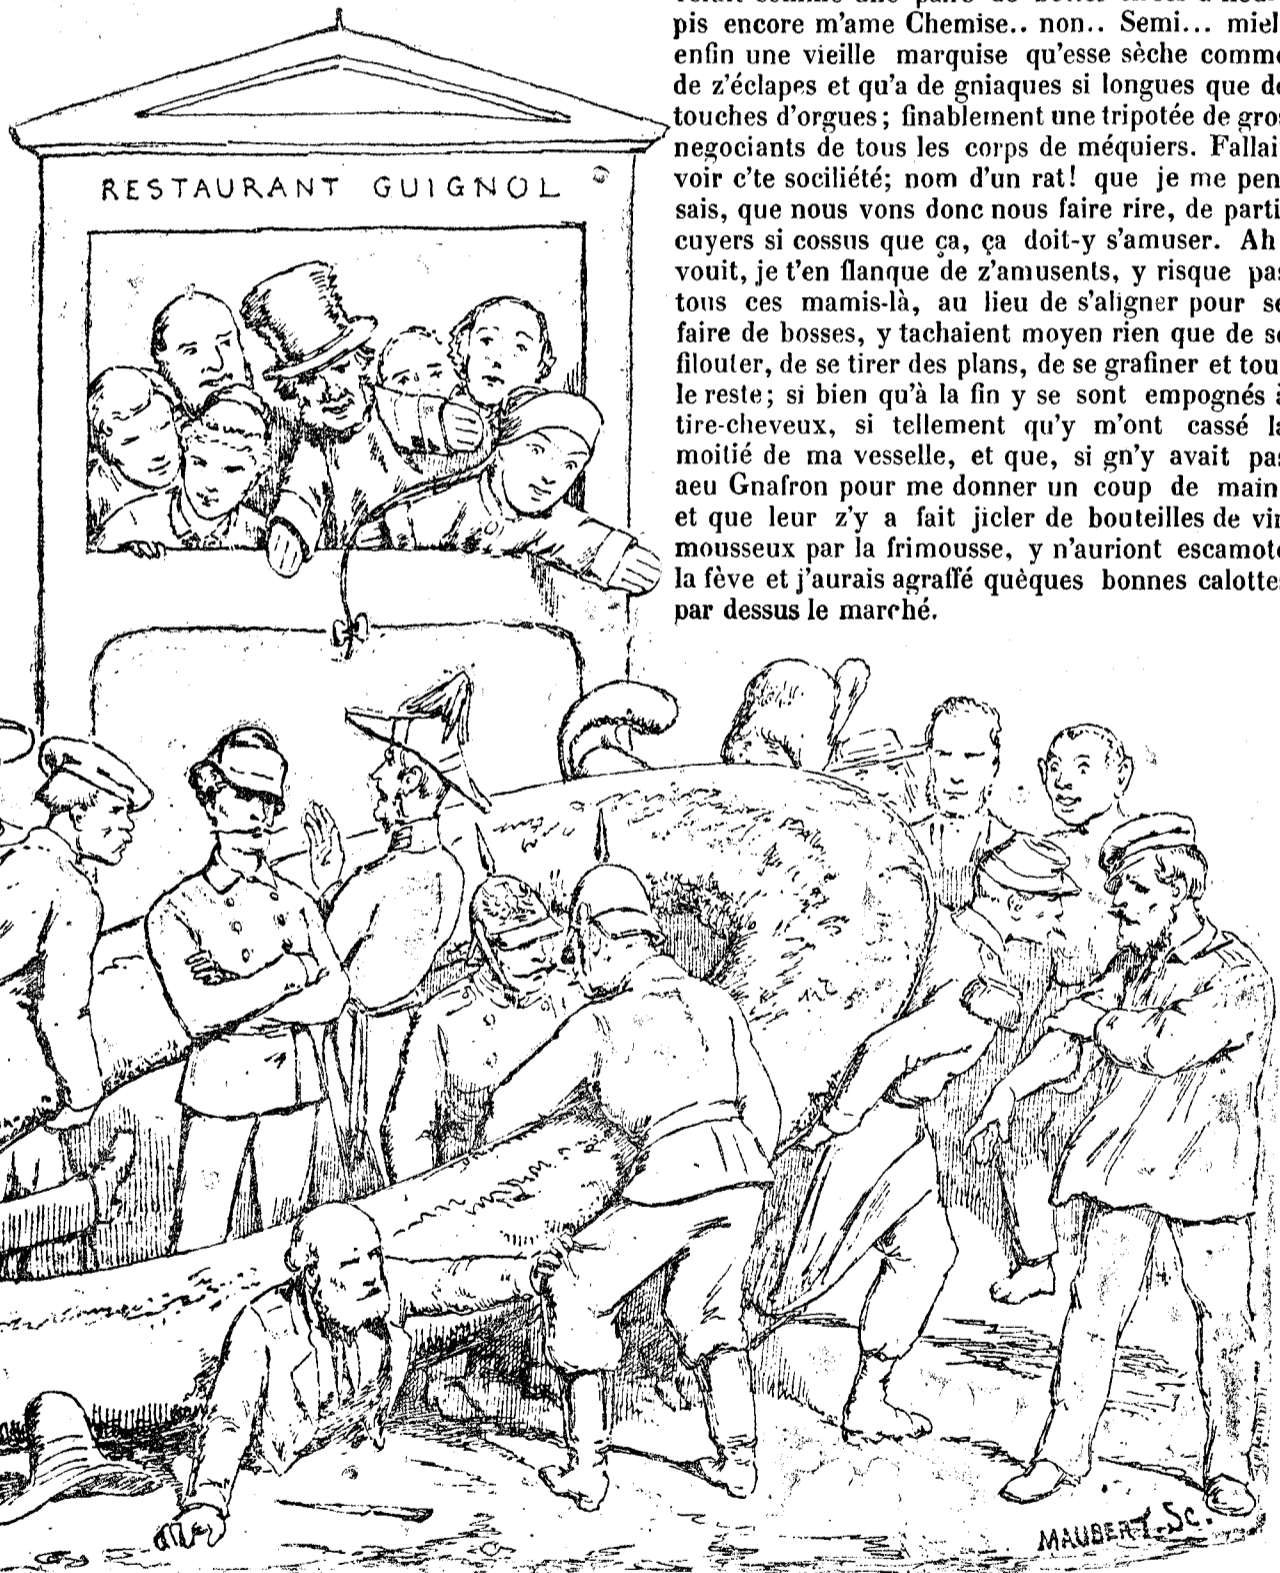 RESTAURANT GUIGNOL
pis encore m'ame Chemise.. non.. Semi... miel
enfin une vieille marquise qu'esse sèche comme
de z'éclapes et qu'a de gniaques si longues que de
touches d'orgues; finablement une tripotée de gros
negociants de tous les corps de méquiers. Fallai
voir c'te sociliété; nom d'un rat! que je me pen
sais, que nous vons donc nous faire rire, de parti
cuyers si cossus que ça, ça doit-y s'amuser. Ah
vouit, je t'en flanque de z'amusents, y risque pas
tous ces mamis-là, au lieu de s'aligner pour se
faire de bosses, y tachaient moyen rien que de se
filouter, de se tirer des plans, de se grafiner et tou
le reste; si bien qu'à la fin y se sont empognés à
tire-cheveux, si tellement qu'y m'ont cassé la
moitié de ma vesselle, et que, si gn'y avait pas
aeu Gnafron pour me donner un coup de main
et que leur z'y a fait jicler de bouteilles de vin
mousseux par la frimousse, y n'auriont escamoté
la fève et j'aurais agraffé quèques bonnes calottes
par dessus le marché.
MAUBERT. Sc.